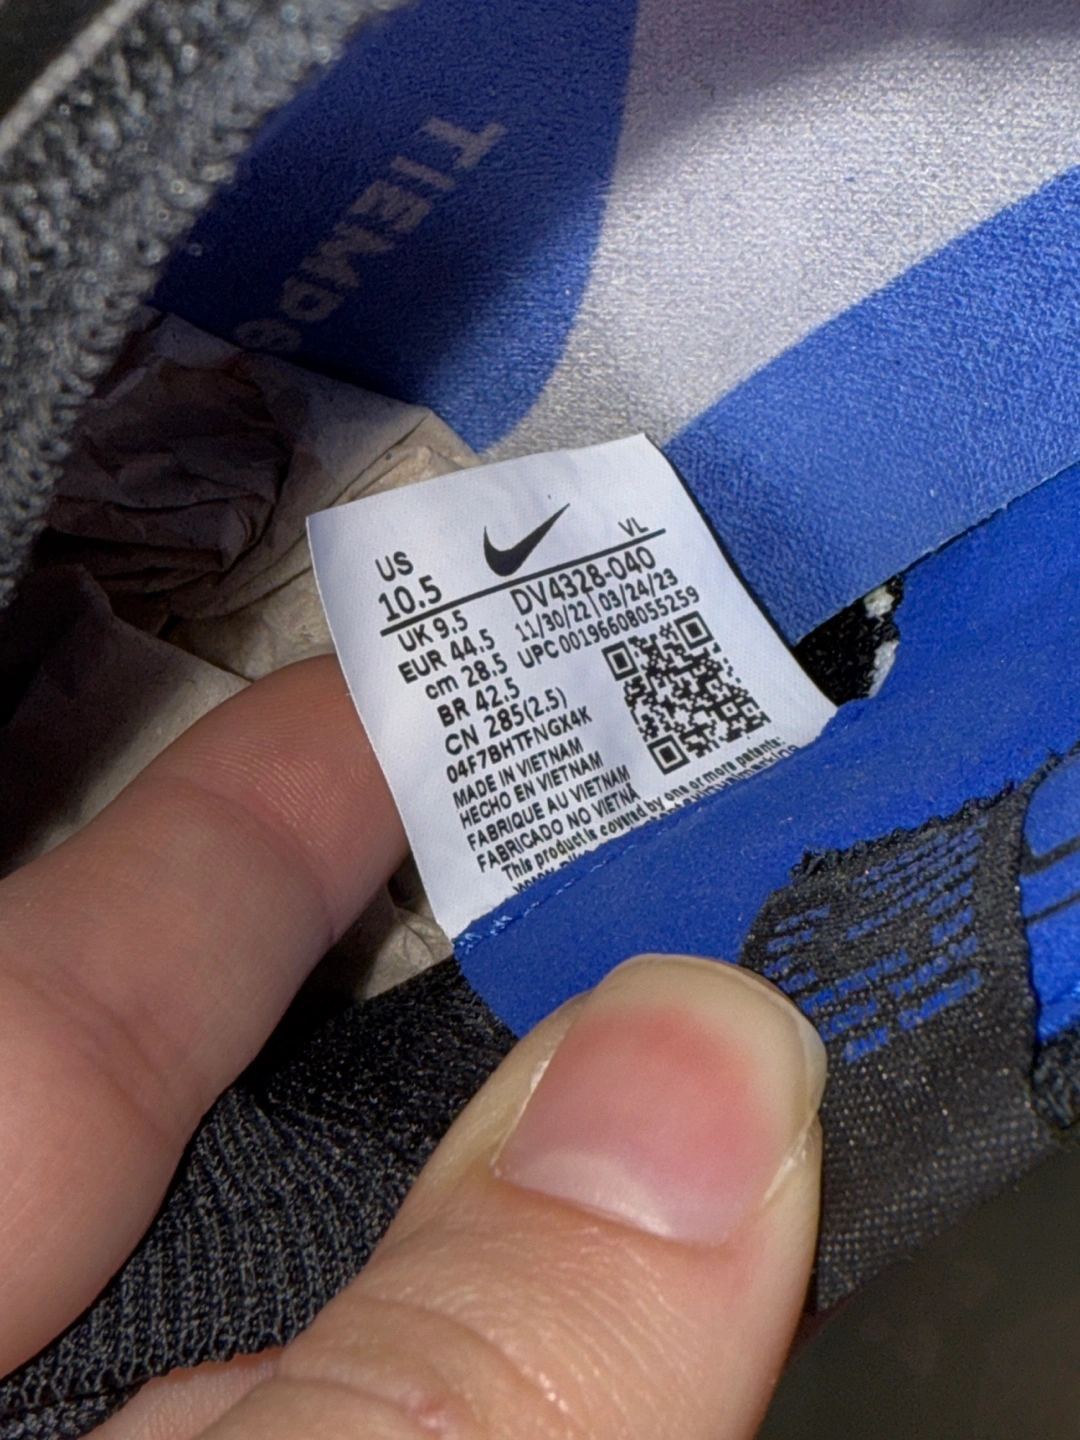 TIEMPO
US
10.5
UK 9.5
EUR 44.5
cm 28.5
BR 42.5
CN 285(2.5)
04F7BHTFNGX4K
MADE IN VIETNAM
HECHO EN VIETNAM
FABRIQUE AU VIETNAM
FABRICADO NO VIETNÃ
This product is covered by one or more patents:
VL
DV4328-040
11/30/22|03/24/23
UPC 00196608055259